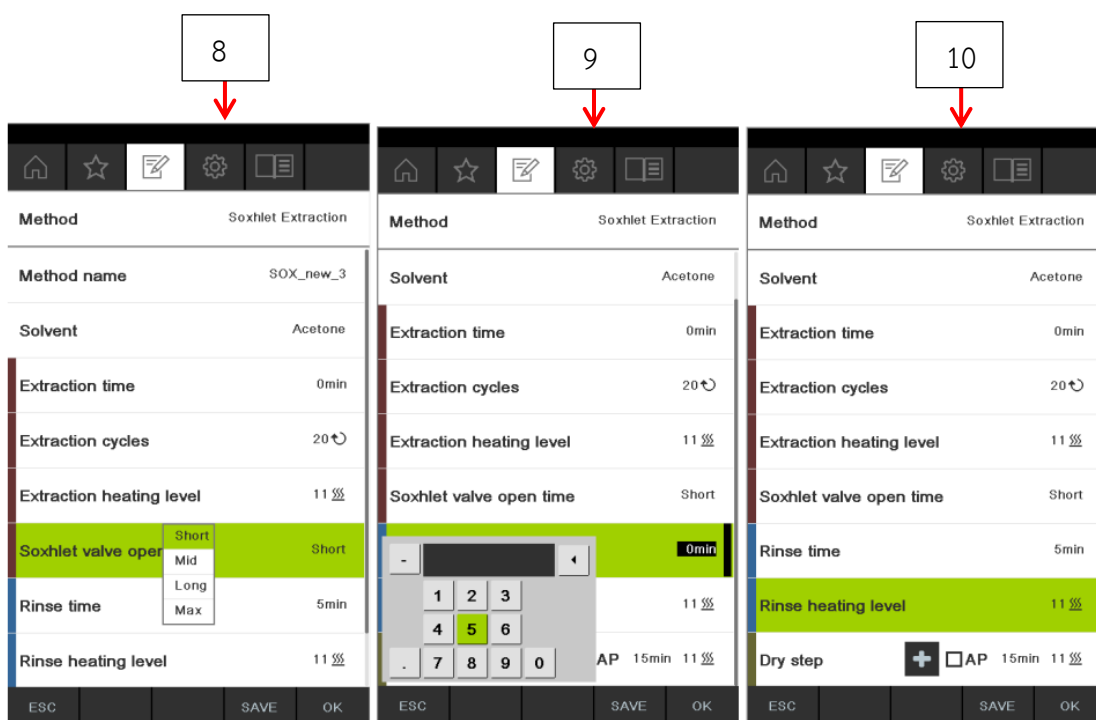 8
9
10
Method Soxhlet Extraction
Method name SOX_new_3
Solvent Acetone
Extraction time 0min
Extraction cycles 20
Extraction heating level 11
Soxhlet valve oper Short
Short
Mid
Long
Max
Rinse time 5min
Rinse heating level 11
ESC SAVE OK
Method Soxhlet Extraction
Solvent Acetone
Extraction time 0min
Extraction cycles 20
Extraction heating level 11
Soxhlet valve open time Short
0min
-
1 2 3
4 5 6
. 7 8 9 0
11
AP 15min 11
ESC SAVE OK
Method Soxhlet Extraction
Solvent Acetone
Extraction time 0min
Extraction cycles 20
Extraction heating level 11
Soxhlet valve open time Short
Rinse time 5min
Rinse heating level 11
Dry step + AP 15min 11
ESC SAVE OK